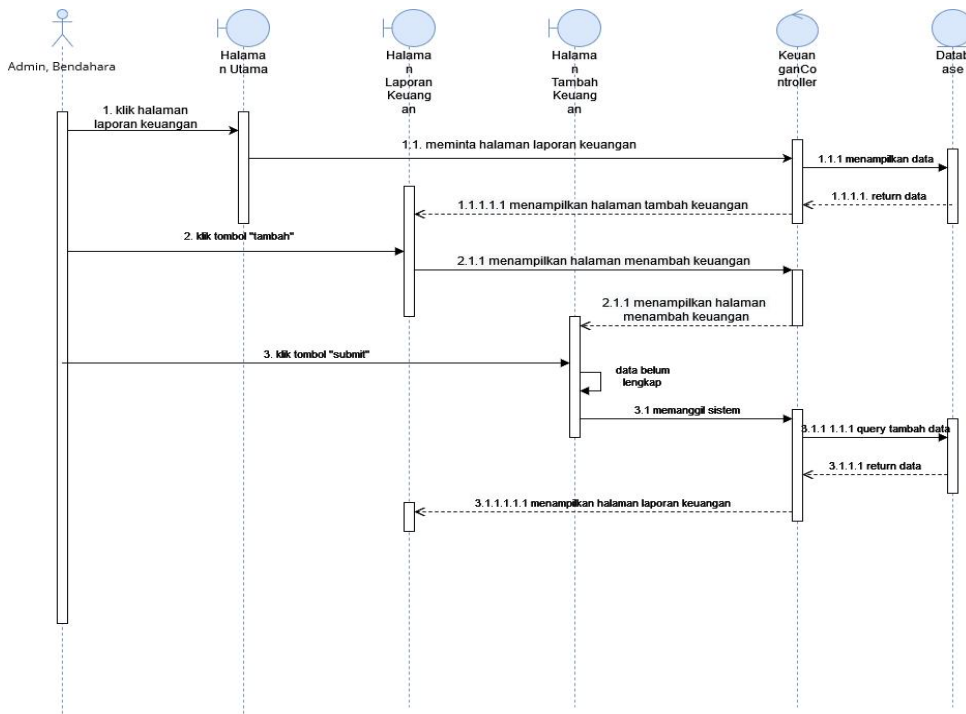 Admin, Bendahara
Halama
n Utama
Halama
n
Laporan
Keuang
an
Halama
n
Tambah
Keuang
an
Keuan
ganCo
ntroller
Datab
ase
1. klik halaman
laporan keuangan
1.1. meminta halaman laporan keuangan
1.1.1 menampilkan data
1.1.1.1. return data
1.1.1.1.1 menampilkan halaman tambah keuangan
2. klik tombol "tambah"
2.1.1 menampilkan halaman menambah keuangan
2.1.1 menampilkan halaman
menambah keuangan
3. klik tombol "submit"
data belum
lengkap
3.1 memanggil sistem
3.1.1 1.1.1 query tambah data
3.1.1.1 return data
3.1.1.1.1.1 menampilkan halaman laporan keuangan